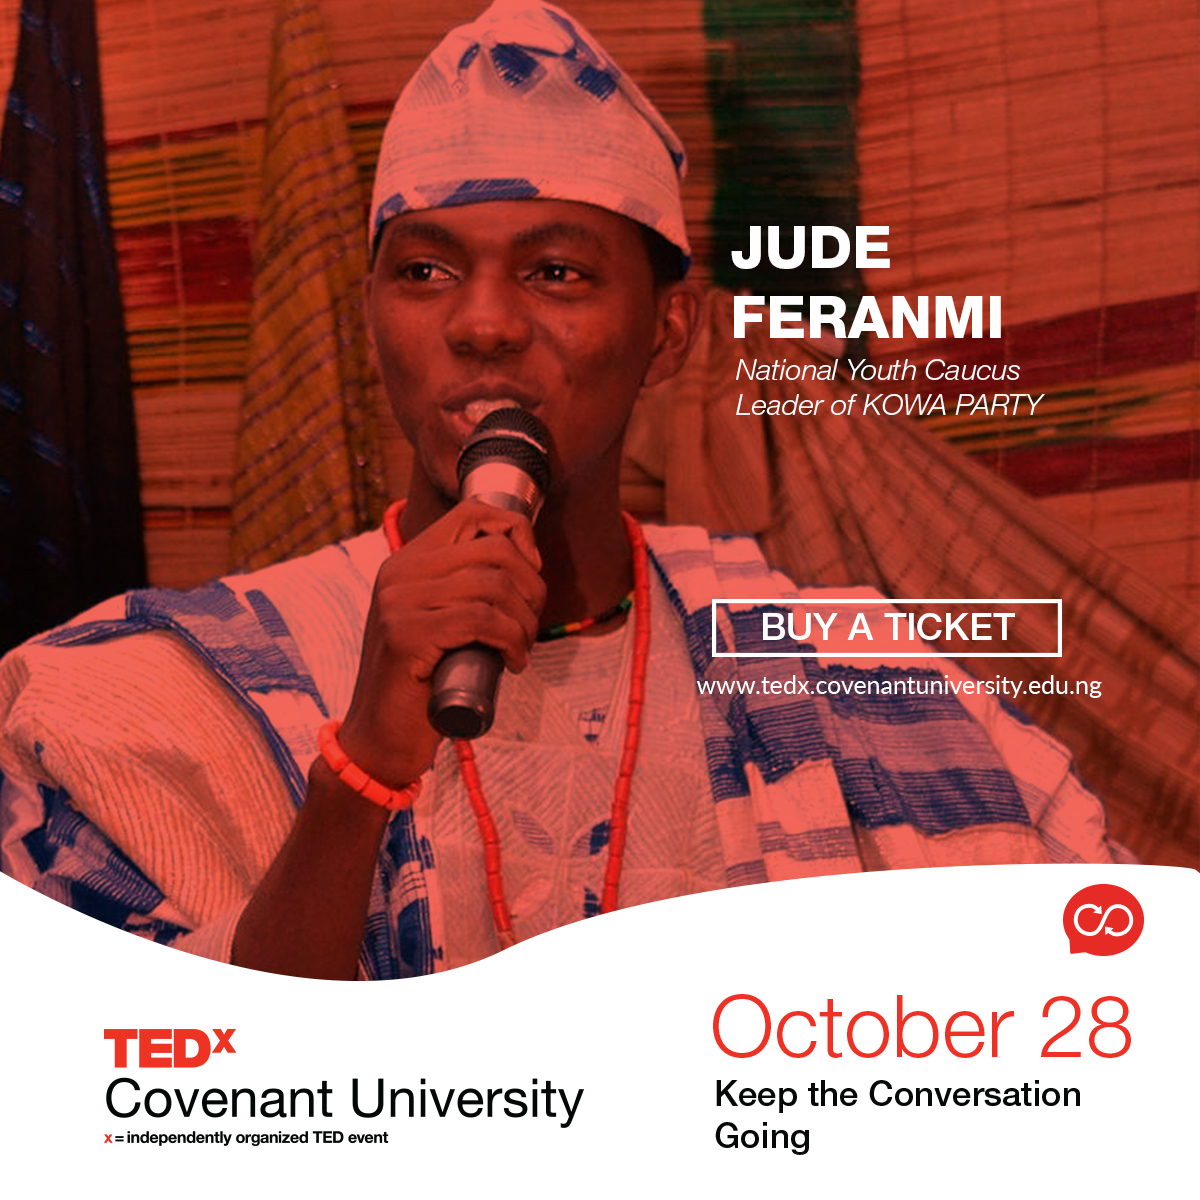 JUDE
FERANMI
National Youth Caucus
Leader of KOWA PARTY
BUY A TICKET
www.tedx.covenantuniversity.edu.ng
TEDx
Covenant University
x = independently organized TED event
October 28
Keep the Conversation
Going